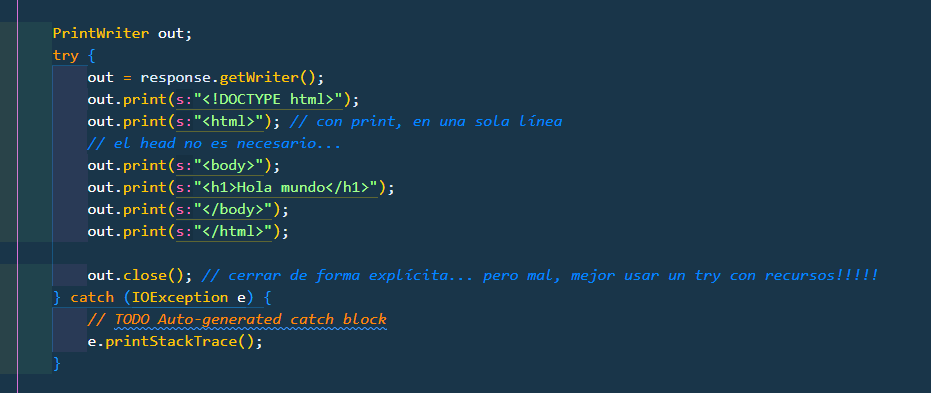 PrintWriter out;
try {
out = response.getWriter();
out.print(s:"<!DOCTYPE html>");
out.print(s:"<html>"); // con print, en una sola línea
// el head no es necesario...
out.print(s:"<body>");
out.print(s:"<h1>Hola mundo</h1>");
out.print(s:"</body>");
out.print(s:"</html>");
out.close(); // cerrar de forma explícita... pero mal, mejor usar un try con recursos!!!!!
} catch (IOException e) {
// TODO Auto-generated catch block
e.printStackTrace();
}